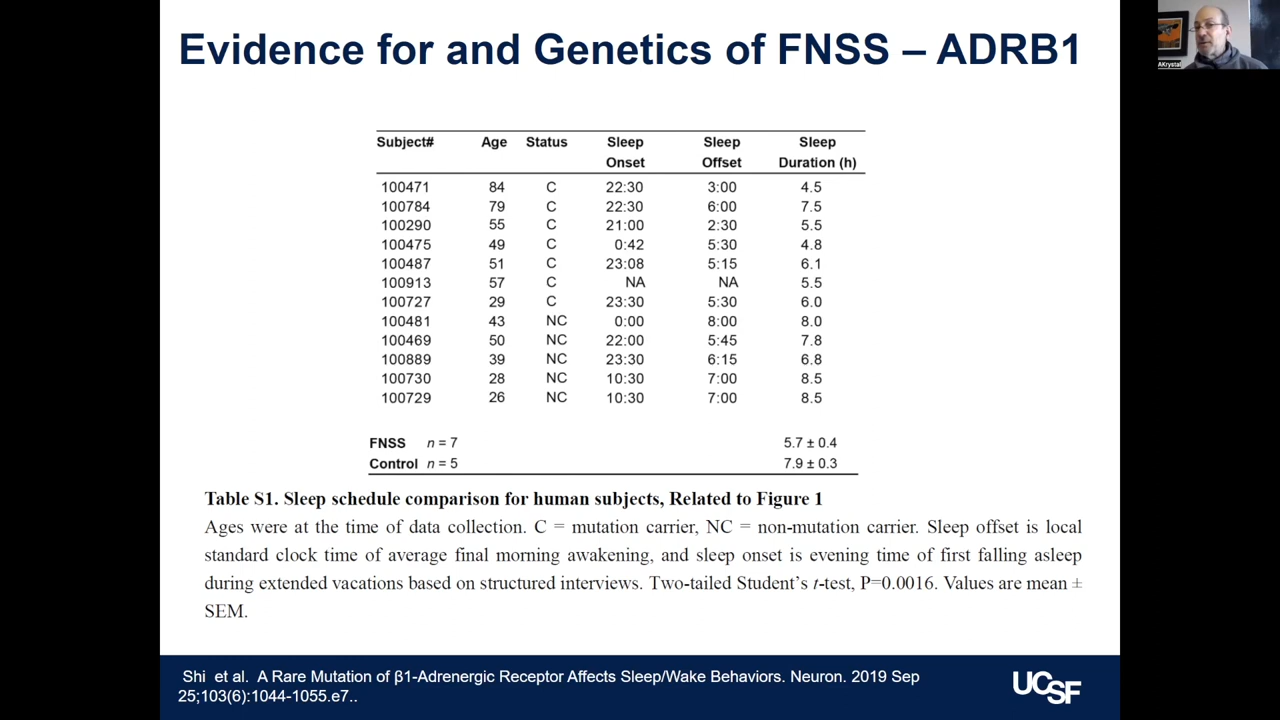 Evidence for and Genetics of FNSS – ADRB1
AKrystal
Subject# Age Status Sleep Onset Sleep Offset Sleep Duration (h)
100471 84 C 22:30 3:00 4.5
100784 79 C 22:30 6:00 7.5
100290 55 C 21:00 2:30 5.5
100475 49 C 0:42 5:30 4.8
100487 51 C 23:08 5:15 6.1
100913 57 C NA NA 5.5
100727 29 C 23:30 5:30 6.0
100481 43 NC 0:00 8:00 8.0
100469 50 NC 22:00 5:45 7.8
100889 39 NC 23:30 6:15 6.8
100730 28 NC 10:30 7:00 8.5
100729 26 NC 10:30 7:00 8.5
FNSS n = 7 5.7 ± 0.4
Control n = 5 7.9 ± 0.3
Table S1. Sleep schedule comparison for human subjects, Related to Figure 1
Ages were at the time of data collection. C = mutation carrier, NC = non-mutation carrier. Sleep offset is local
standard clock time of average final morning awakening, and sleep onset is evening time of first falling asleep
during extended vacations based on structured interviews. Two-tailed Student’s t-test, P=0.0016. Values are mean ±
SEM.
Shi et al. A Rare Mutation of β1-Adrenergic Receptor Affects Sleep/Wake Behaviors. Neuron. 2019 Sep
25;103(6):1044-1055.e7..
UCSF